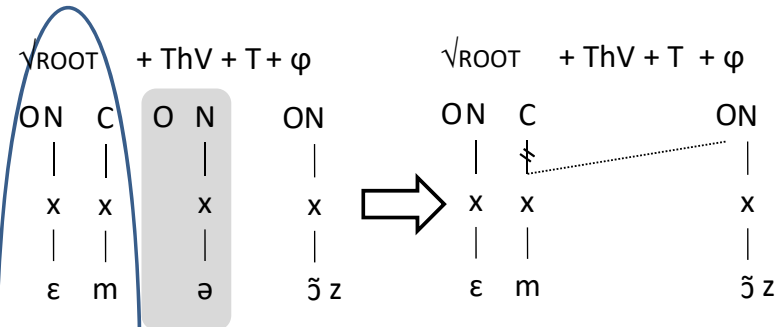 √ROOT + ThV + T + φ √ROOT + ThV + T + φ
ON C O N ON ON C ON
x x x x x x x
ɛ m ə ɔ̃ z ɛ m ɔ̃ z